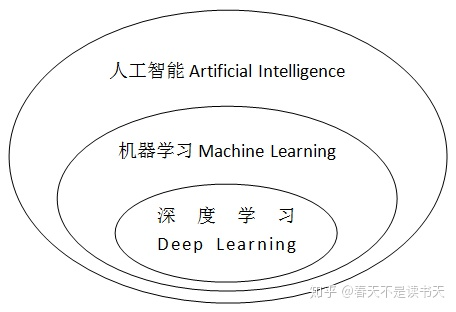 人工智能 Artificial Intelligence
机器学习 Machine Learning
深 度 学 习
Deep Learning
知乎 @春天不是读书天